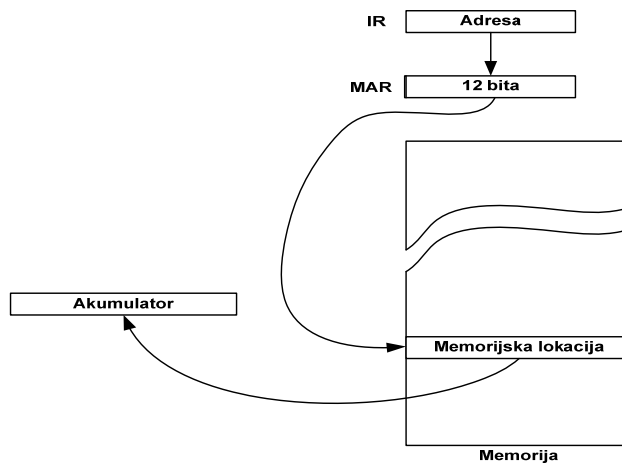 IR Adresa
MAR 12 bita
Akumulator
Memorijska lokacija
Memorija